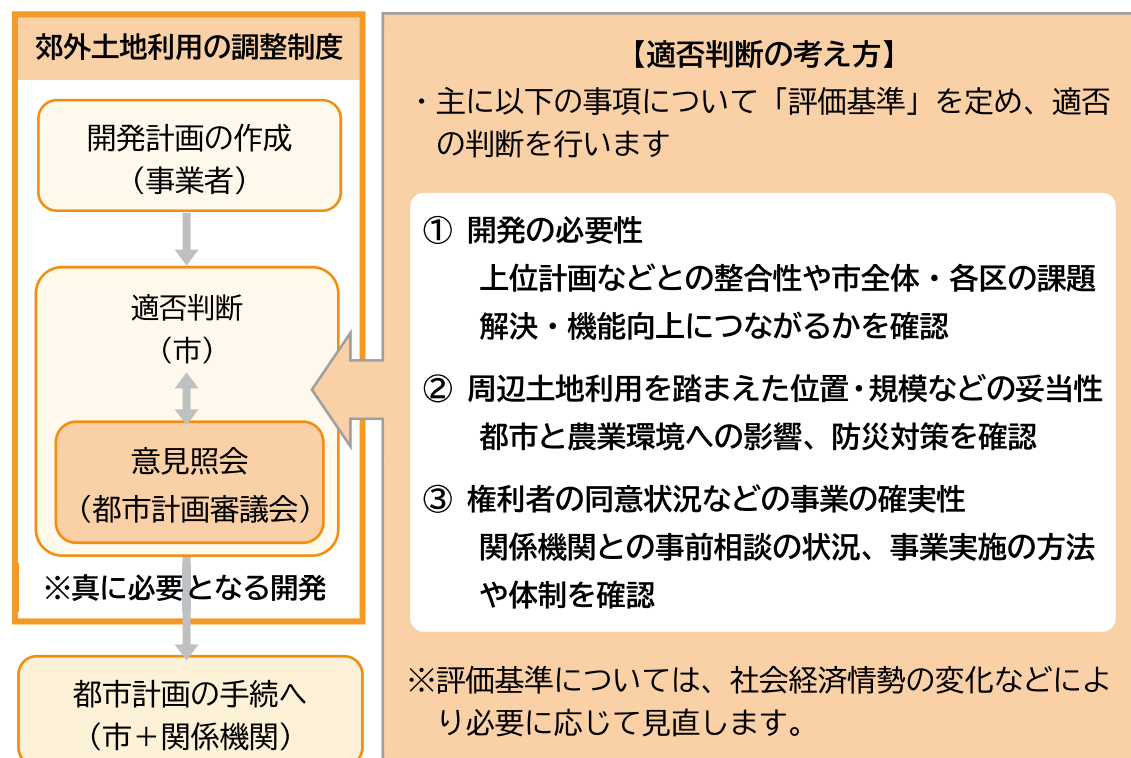 郊外土地利用の調整制度
開発計画の作成
（事業者）
適否判断
（市）
意見照会
（都市計画審議会）
※真に必要となる開発
都市計画の手続へ
（市＋関係機関）
【適否判断の考え方】
・主に以下の事項について「評価基準」を定め、適否
の判断を行います
① 開発の必要性
上位計画などとの整合性や市全体・各区の課題
解決・機能向上につながるかを確認
② 周辺土地利用を踏まえた位置・規模などの妥当性
都市と農業環境への影響、防災対策を確認
③ 権利者の同意状況などの事業の確実性
関係機関との事前相談の状況、事業実施の方法
や体制を確認
※評価基準については、社会経済情勢の変化などによ
り必要に応じて見直します。